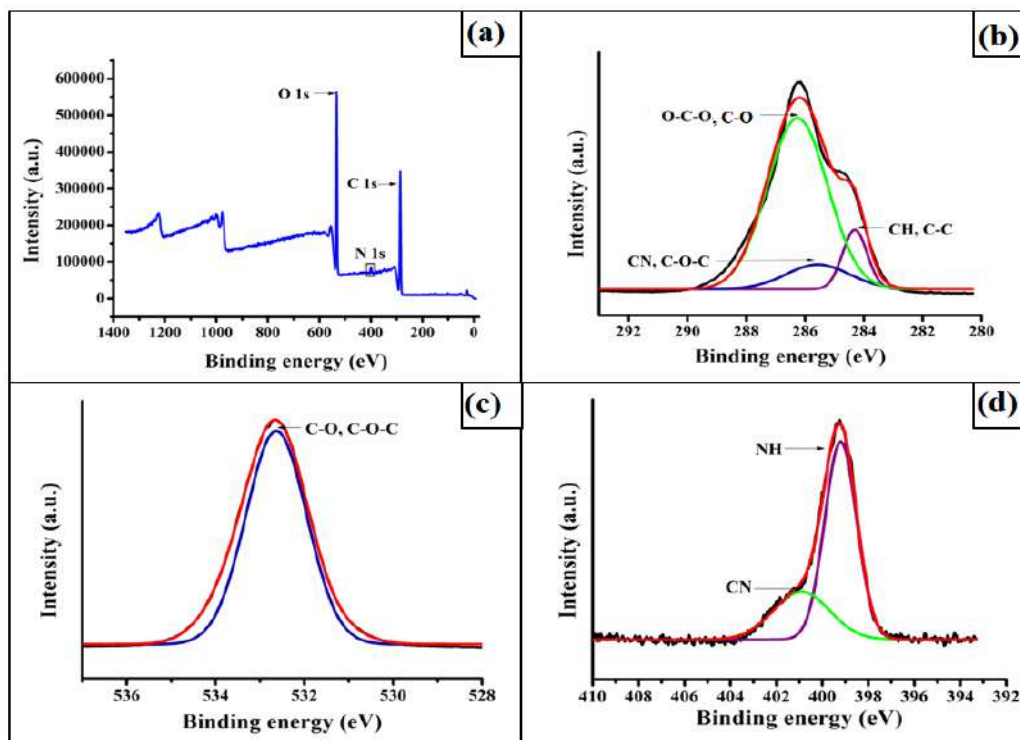 (a)
600000
500000
400000
300000
200000
100000
0
Intensity (a.u.)
O 1s
C 1s
N 1s
1400 1200 1000 800 600 400 200 0
Binding energy (eV)
(b)
Intensity (a.u.)
O-C-O, C-O
CH, C-C
CN, C-O-C
292 290 288 286 284 282 280
Binding energy (eV)
(c)
Intensity (a.u.)
C-O, C-O-C
536 534 532 530 528
Binding energy (eV)
(d)
Intensity (a.u.)
NH
CN
410 408 406 404 402 400 398 396 394 392
Binding energy (eV)